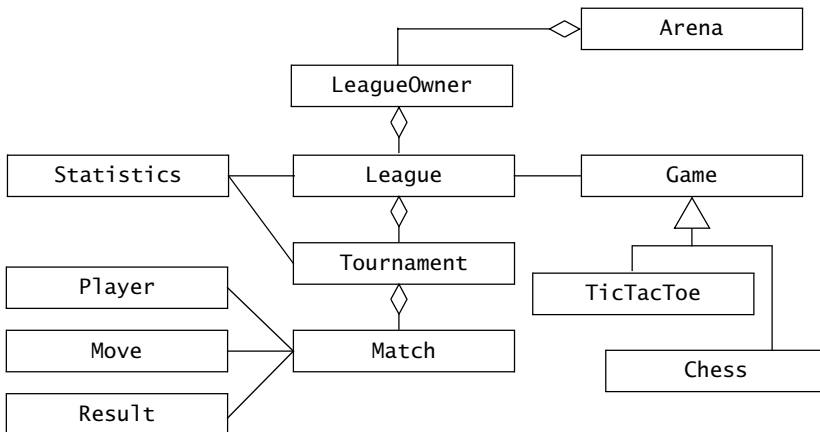 Arena
LeagueOwner
Statistics
League
Game
Tournament
Player
TicTacToe
Move
Match
Chess
Result